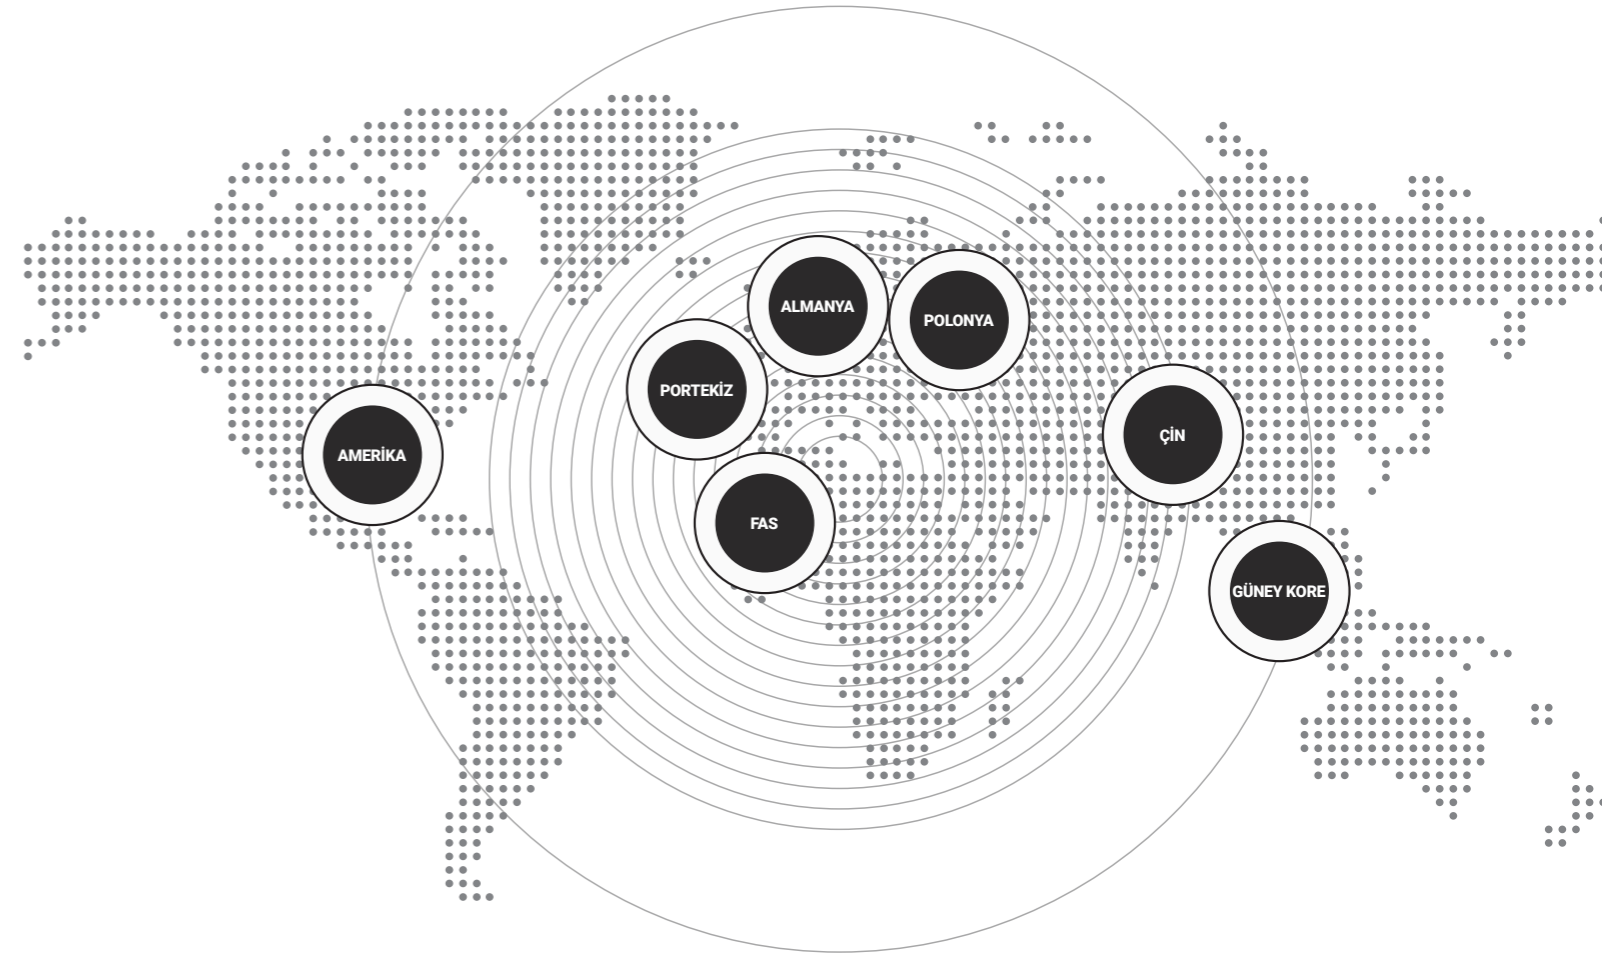 ALMANYA
POLONYA
PORTEKİZ
ÇİN
AMERİKA
FAS
GÜNEY KORE